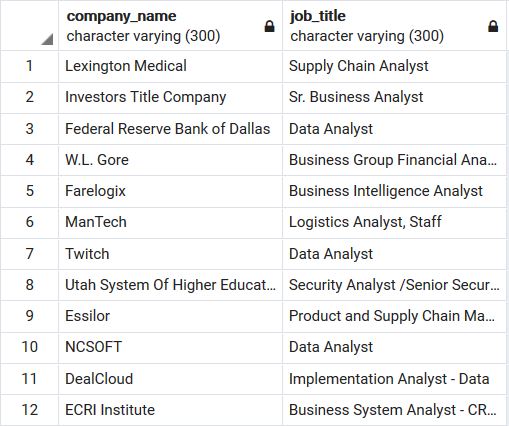 company_name job_title
character varying (300) character varying (300)
1 Lexington Medical Supply Chain Analyst
2 Investors Title Company Sr. Business Analyst
3 Federal Reserve Bank of Dallas Data Analyst
4 W.L. Gore Business Group Financial Ana...
5 Farelogix Business Intelligence Analyst
6 ManTech Logistics Analyst, Staff
7 Twitch Data Analyst
8 Utah System Of Higher Educat... Security Analyst /Senior Secur...
9 Essilor Product and Supply Chain Ma...
10 NCSOFT Data Analyst
11 DealCloud Implementation Analyst - Data
12 ECRI Institute Business System Analyst - CR...